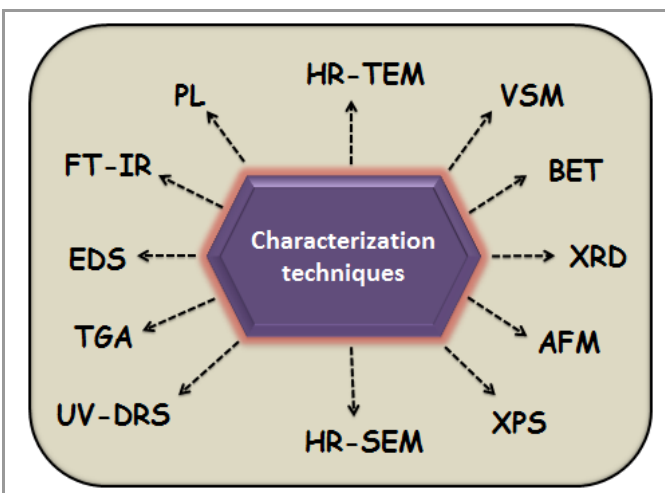 HR-TEM
PL
VSM
FT-IR
BET
Characterization
techniques
EDS
XRD
TGA
AFM
UV-DRS
XPS
HR-SEM